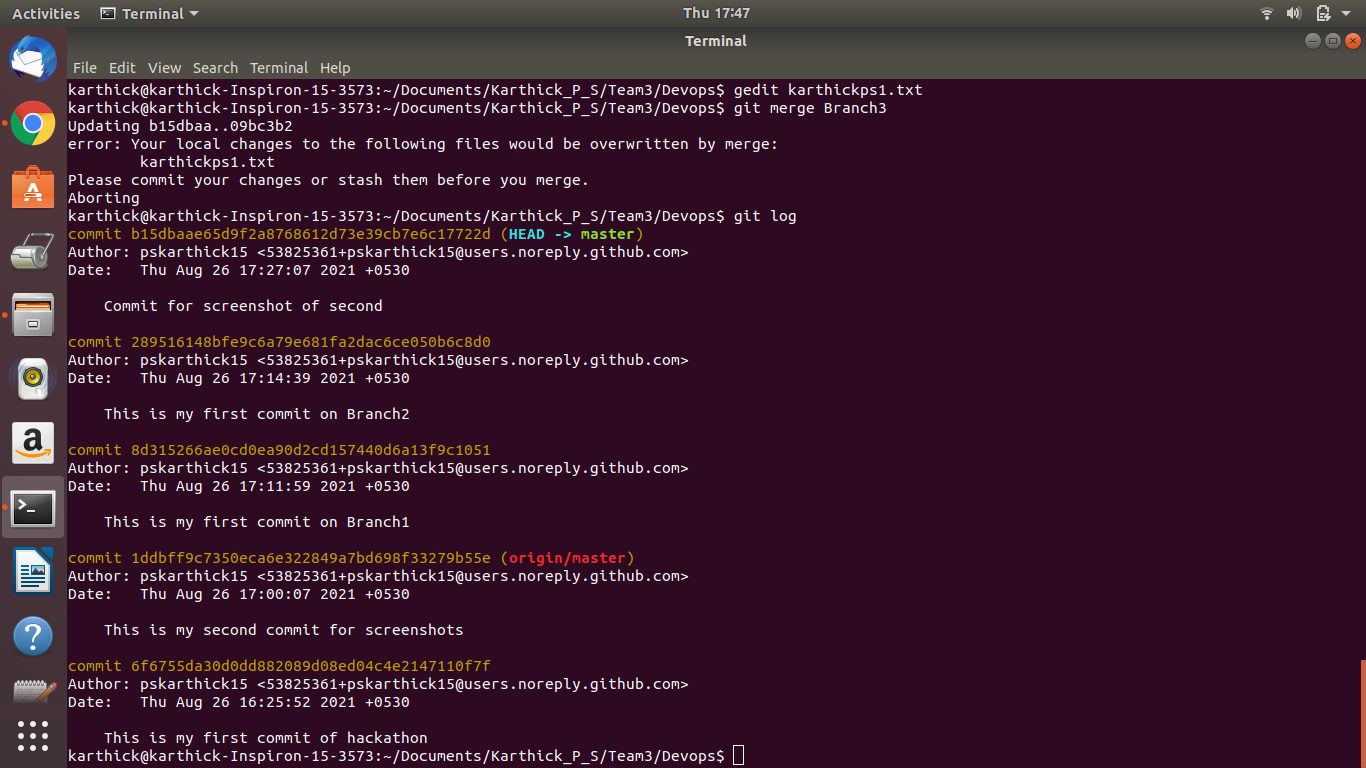 Activities
Terminal
Thu 17:47
Terminal
File Edit View Search Terminal Help
karthick@karthick-Inspiron-15-3573:~/Documents/Karthick_P_S/Team3/Devops$ gedit karthickps1.txt
karthick@karthick-Inspiron-15-3573:~/Documents/Karthick_P_S/Team3/Devops$ git merge Branch3
Updating b15dbaa..09bc3b2
error: Your local changes to the following files would be overwritten by merge:
        karthickps1.txt
Please commit your changes or stash them before you merge.
Aborting
karthick@karthick-Inspiron-15-3573:~/Documents/Karthick_P_S/Team3/Devops$ git log
commit b15dbaae65d9f2a8768612d73e39cb7e6c17722d (HEAD -> master)
Author: pskarthick15 <53825361+pskarthick15@users.noreply.github.com>
Date:   Thu Aug 26 17:27:07 2021 +0530

    Commit for screenshot of second

commit 289516148bfe9c6a79e681fa2dac6ce050b6c8d0
Author: pskarthick15 <53825361+pskarthick15@users.noreply.github.com>
Date:   Thu Aug 26 17:14:39 2021 +0530

    This is my first commit on Branch2

commit 8d315266ae0cd0ea90d2cd157440d6a13f9c1051
Author: pskarthick15 <53825361+pskarthick15@users.noreply.github.com>
Date:   Thu Aug 26 17:11:59 2021 +0530

    This is my first commit on Branch1

commit 1ddbff9c7350eca6e322849a7bd698f33279b55e (origin/master)
Author: pskarthick15 <53825361+pskarthick15@users.noreply.github.com>
Date:   Thu Aug 26 17:00:07 2021 +0530

    This is my second commit for screenshots

commit 6f6755da30d0dd882089d08ed04c4e2147110f7f
Author: pskarthick15 <53825361+pskarthick15@users.noreply.github.com>
Date:   Thu Aug 26 16:25:52 2021 +0530

    This is my first commit of hackathon
karthick@karthick-Inspiron-15-3573:~/Documents/Karthick_P_S/Team3/Devops$